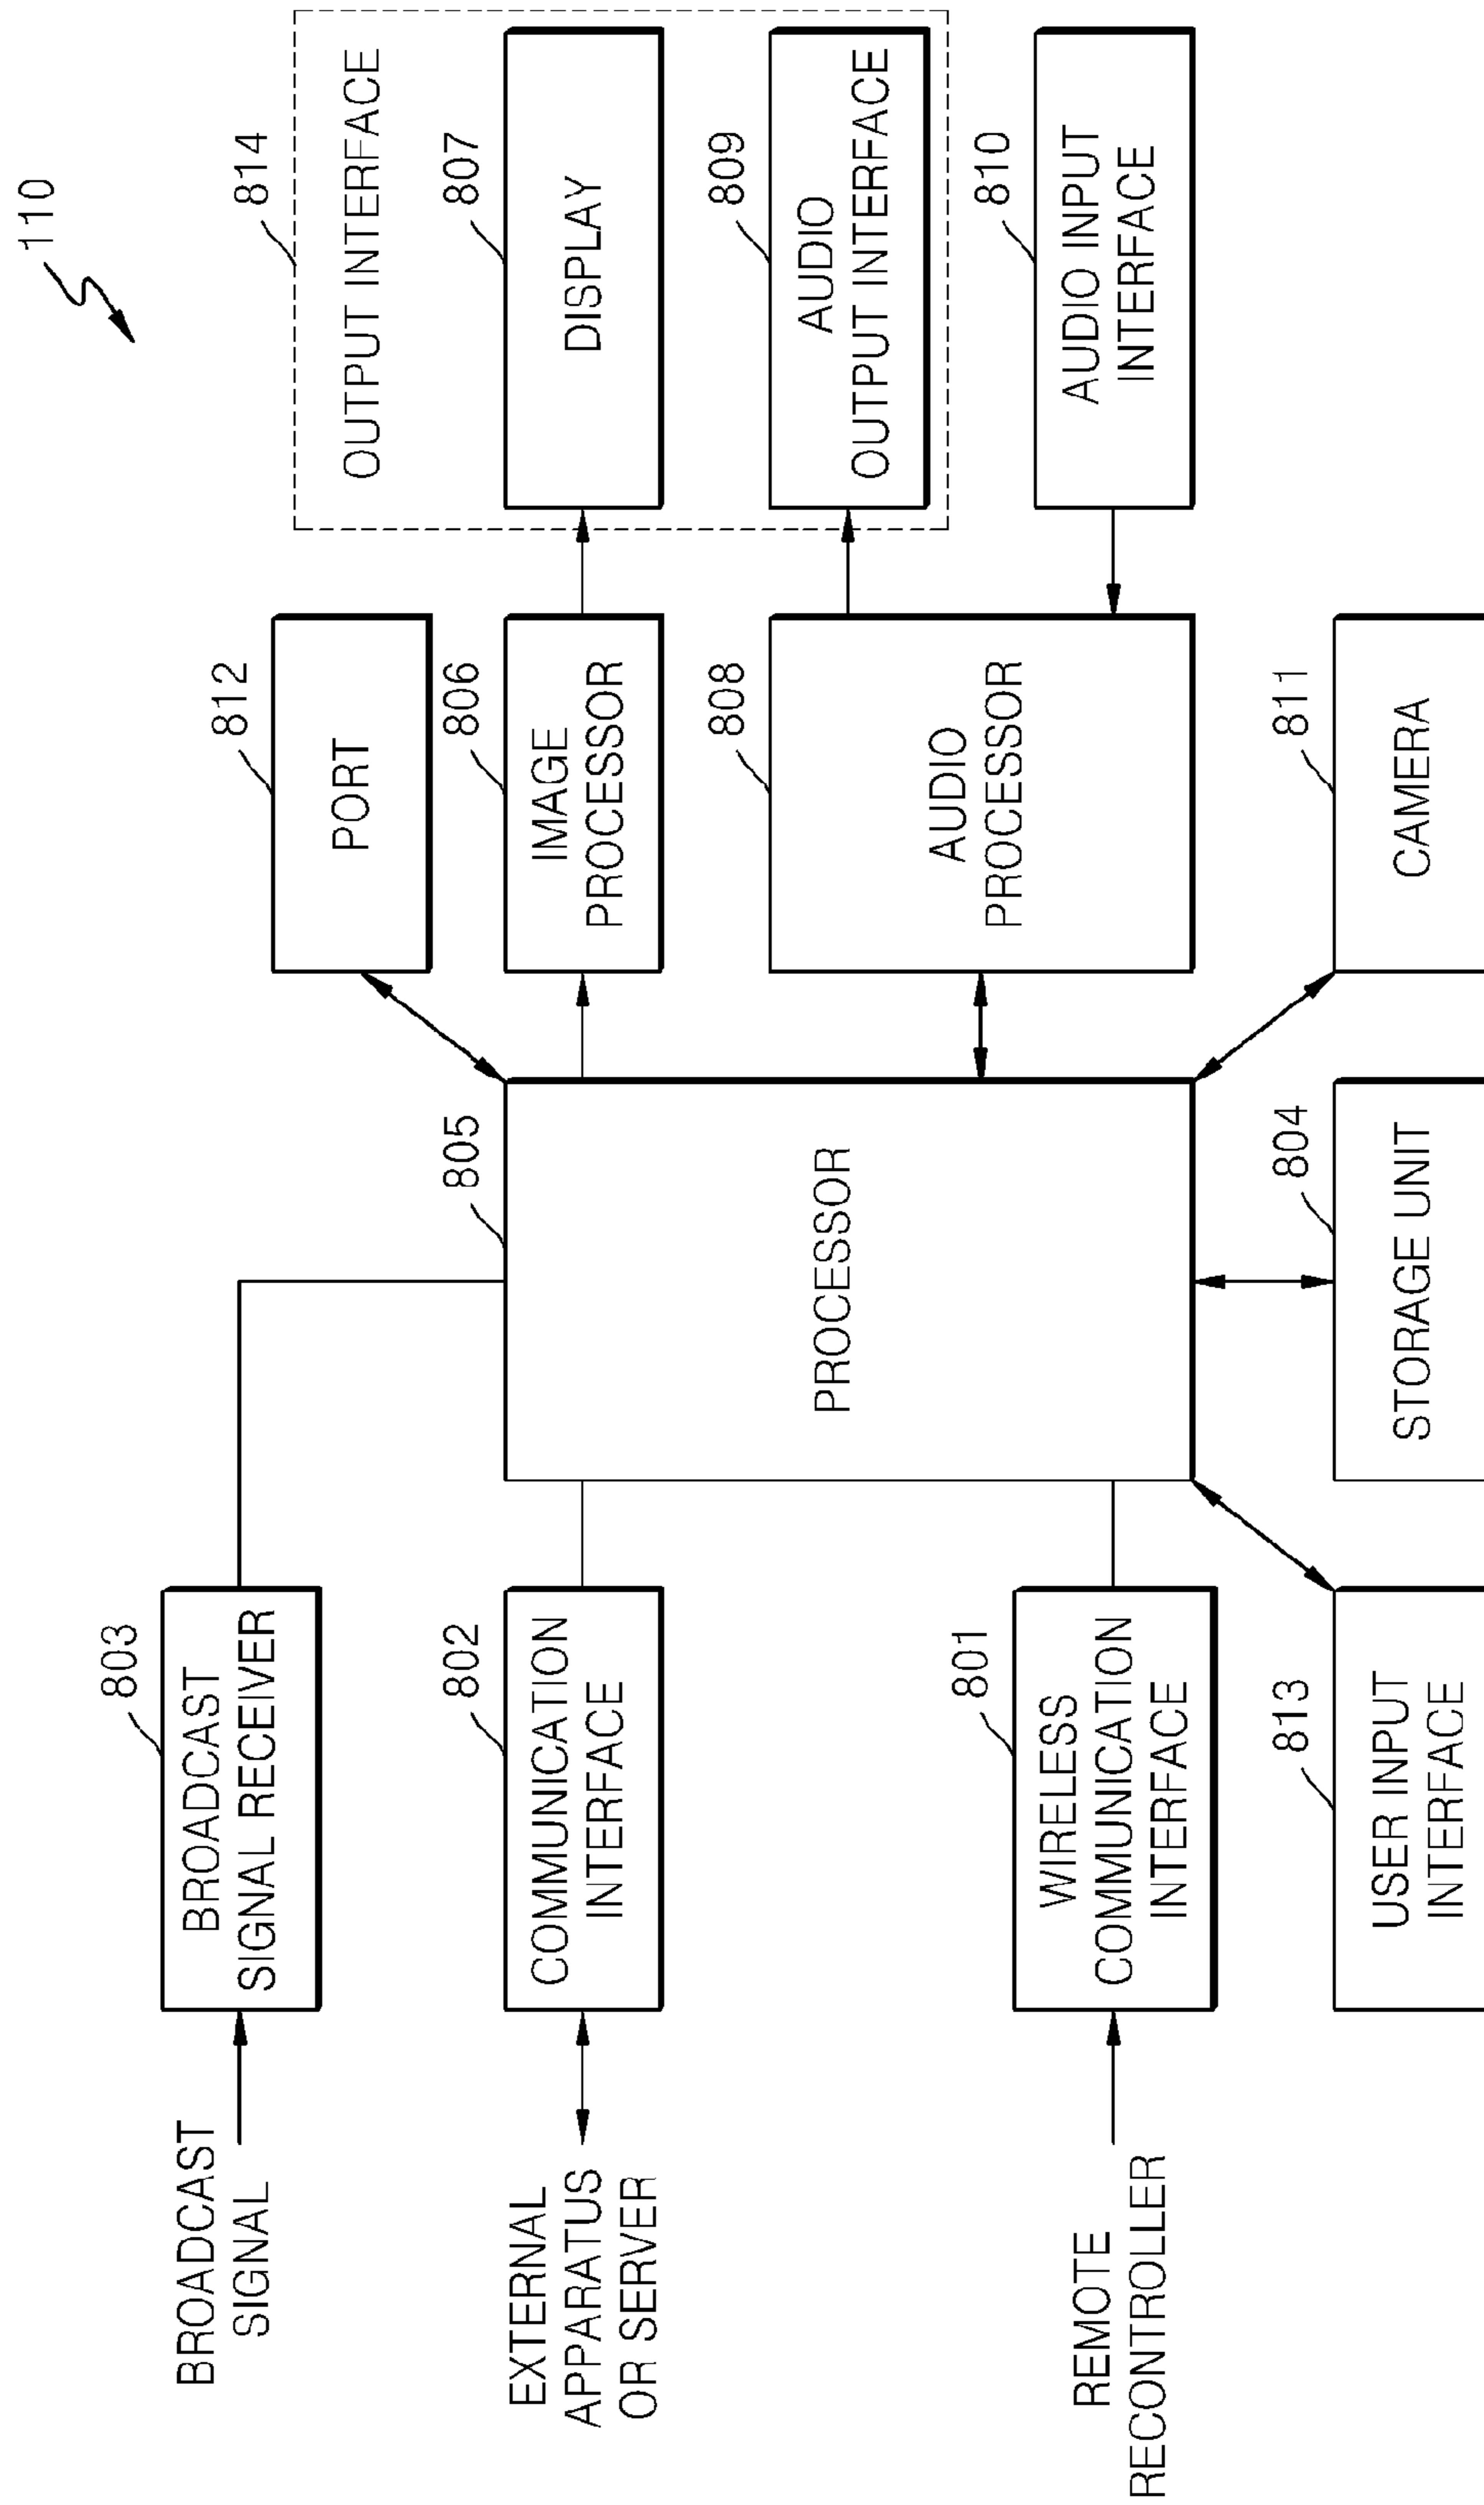 110
814
OUTPUT INTERFACE
807
DISPLAY
809
AUDIO
OUTPUT INTERFACE
810
AUDIO INPUT
INTERFACE
812
PORT
806
IMAGE
PROCESSOR
808
AUDIO
PROCESSOR
811
CAMERA
805
PROCESSOR
804
STORAGE UNIT
803
BROADCAST
SIGNAL RECEIVER
802
COMMUNICATION
INTERFACE
801
WIRELESS
COMMUNICATION
INTERFACE
813
USER INPUT
INTERFACE
BROADCAST
SIGNAL
EXTERNAL
APPARATUS
OR SERVER
REMOTE
RECONTROLLER